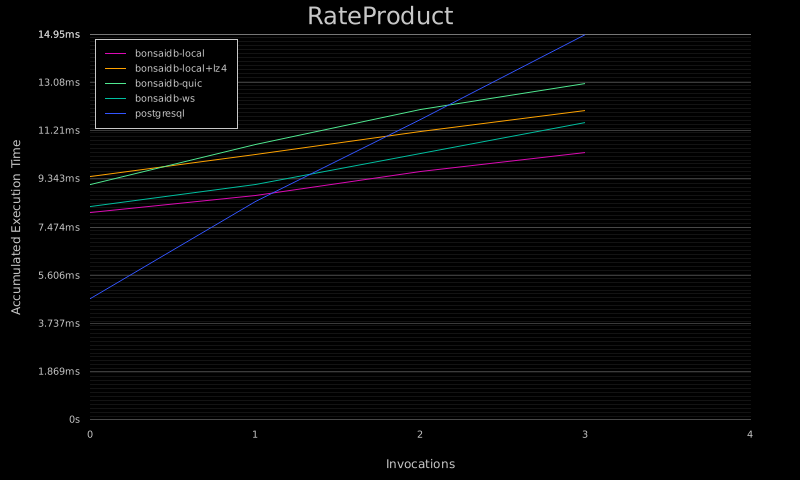 RateProduct
14.95ms
13.08ms
11.21ms
9.343ms
7.474ms
5.606ms
3.737ms
1.869ms
0s
Accumulated Execution Time
bonsaidb-local
bonsaidb-local+lz4
bonsaidb-quic
bonsaidb-ws
postgresql
0 1 2 3 4
Invocations